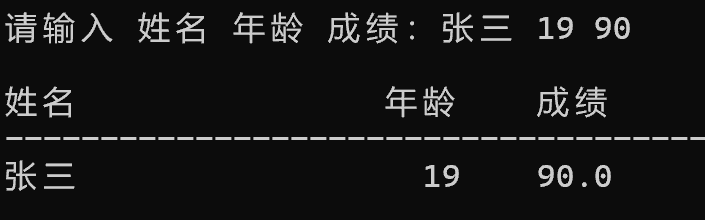 请输入 姓名 年龄 成绩: 张三 19 90
姓名 年龄 成绩
-------------------------------------
张三 19 90.0